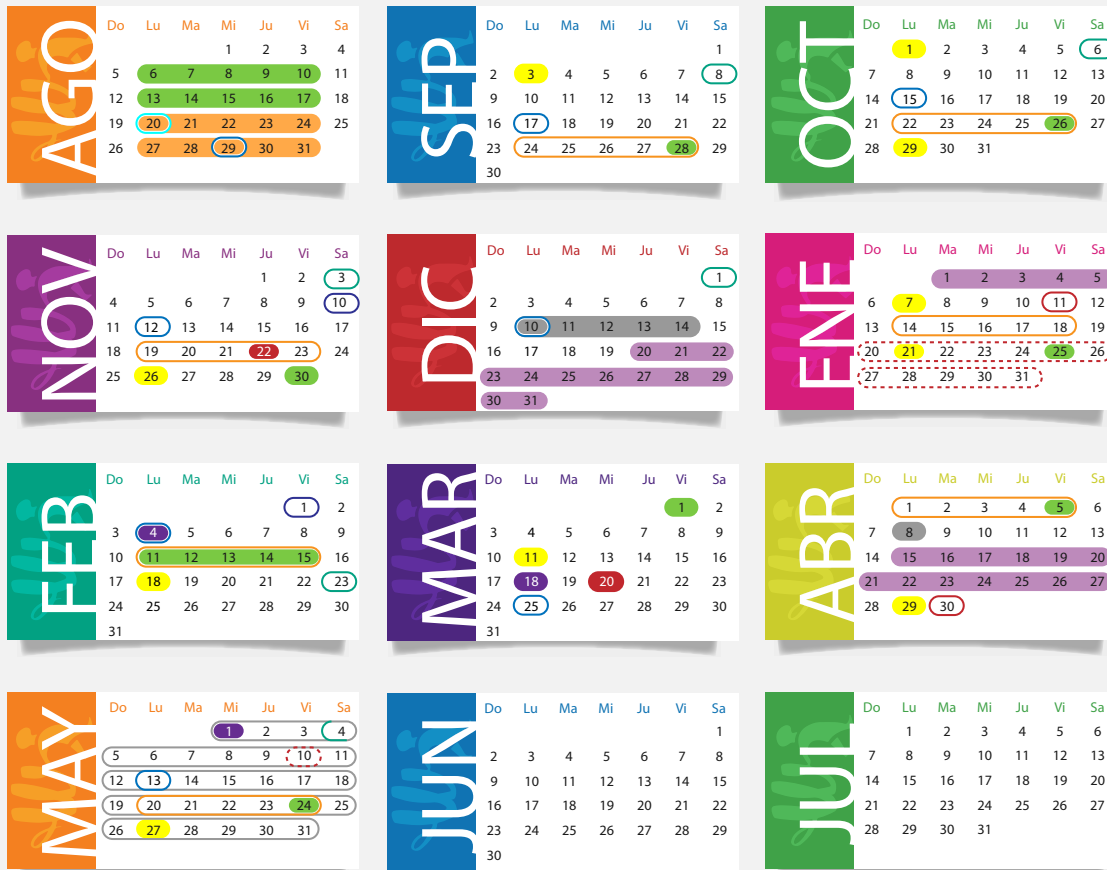 AGO
Do Lu Ma Mi Ju Vi Sa
1 2 3 4
5 6 7 8 9 10 11
12 13 14 15 16 17 18
19 20 21 22 23 24 25
26 27 28 29 30 31
SEP
Do Lu Ma Mi Ju Vi Sa
1
2 3 4 5 6 7 8
9 10 11 12 13 14 15
16 17 18 19 20 21 22
23 24 25 26 27 28 29
30
OCT
Do Lu Ma Mi Ju Vi Sa
1 2 3 4 5 6
7 8 9 10 11 12 13
14 15 16 17 18 19 20
21 22 23 24 25 26 27
28 29 30 31
NOV
Do Lu Ma Mi Ju Vi Sa
1 2 3
4 5 6 7 8 9 10
11 12 13 14 15 16 17
18 19 20 21 22 23 24
25 26 27 28 29 30
DIC
Do Lu Ma Mi Ju Vi Sa
1
2 3 4 5 6 7 8
9 10 11 12 13 14 15
16 17 18 19 20 21 22
23 24 25 26 27 28 29
30 31
ENE
Do Lu Ma Mi Ju Vi Sa
1 2 3 4 5
6 7 8 9 10 11 12
13 14 15 16 17 18 19
20 21 22 23 24 25 26
27 28 29 30 31
FEB
Do Lu Ma Mi Ju Vi Sa
1 2
3 4 5 6 7 8 9
10 11 12 13 14 15 16
17 18 19 20 21 22 23
24 25 26 27 28 29 30
31
MAR
Do Lu Ma Mi Ju Vi Sa
1 2
3 4 5 6 7 8 9
10 11 12 13 14 15 16
17 18 19 20 21 22 23
24 25 26 27 28 29 30
31
ABR
Do Lu Ma Mi Ju Vi Sa
1 2 3 4 5 6
7 8 9 10 11 12 13
14 15 16 17 18 19 20
21 22 23 24 25 26 27
28 29 30
MAY
Do Lu Ma Mi Ju Vi Sa
1 2 3 4
5 6 7 8 9 10 11
12 13 14 15 16 17 18
19 20 21 22 23 24 25
26 27 28 29 30 31
JUN
Do Lu Ma Mi Ju Vi Sa
1
2 3 4 5 6 7 8
9 10 11 12 13 14 15
16 17 18 19 20 21 22
23 24 25 26 27 28 29
30
JUL
Do Lu Ma Mi Ju Vi Sa
1 2 3 4 5 6
7 8 9 10 11 12 13
14 15 16 17 18 19 20
21 22 23 24 25 26 27
28 29 30 31